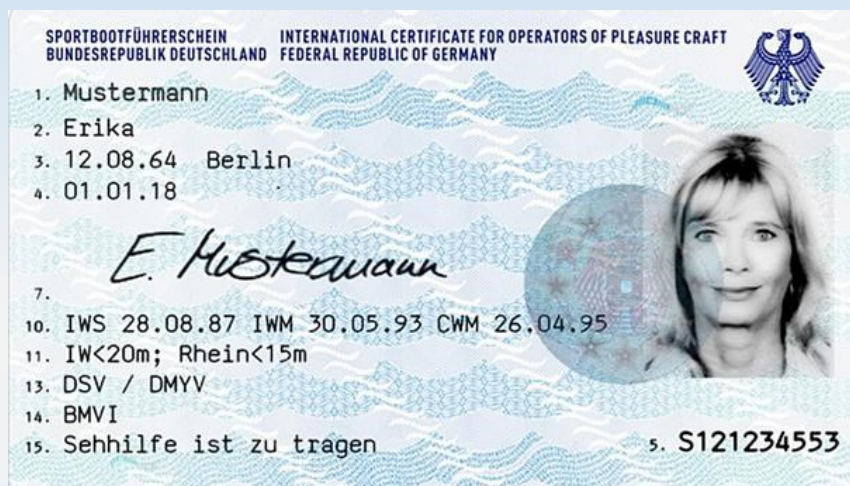 SPORTBOOTFÜHRERSCHEIN INTERNATIONAL CERTIFICATE FOR OPERATORS OF PLEASURE CRAFT
BUNDESREPUBLIK DEUTSCHLAND FEDERAL REPUBLIC OF GERMANY
1. Mustermann
2. Erika
3. 12.08.64 Berlin
4. 01.01.18
E. Mustermann
7.
10. IWS 28.08.87 IWM 30.05.93 CWM 26.04.95
11. IW<20m; Rhein<15m
13. DSV / DMYV
14. BMVI
15. Sehhilfe ist zu tragen 5. S121234553